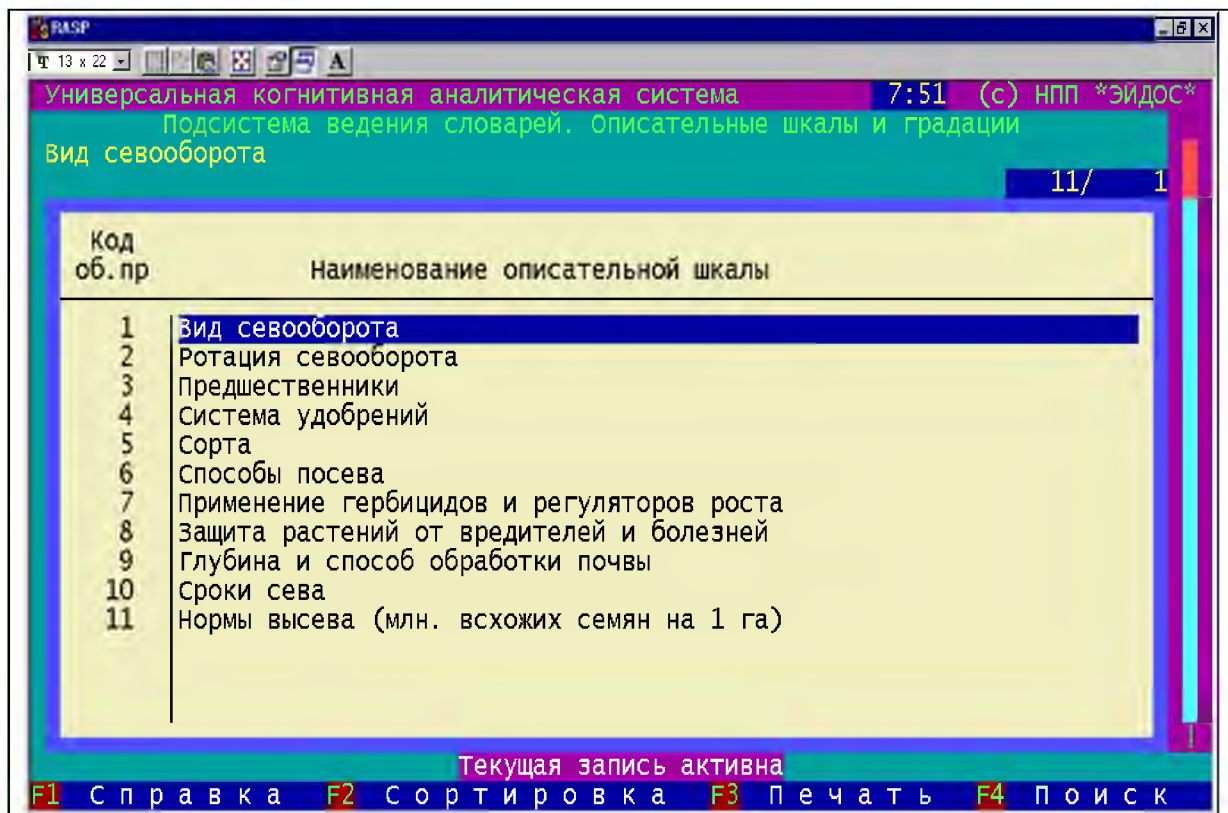 RASP
13 x 22
A
Универсальная когнитивная аналитическая система 7:51 (с) НПП *ЭЙДОС*
Подсистема ведения словарей. Описательные шкалы и градации
Вид севооборота
11/ 1
Код
об.пр Наименование описательной шкалы
1 Вид севооборота
2 Ротация севооборота
3 Предшественники
4 Система удобрений
5 Сорта
6 Способы посева
7 Применение гербицидов и регуляторов роста
8 Защита растений от вредителей и болезней
9 Глубина и способ обработки почвы
10 Сроки сева
11 Нормы высева (млн. всхожих семян на 1 га)
Текущая запись активна
F1 Справка F2 Сортировка F3 Печать F4 Поиск